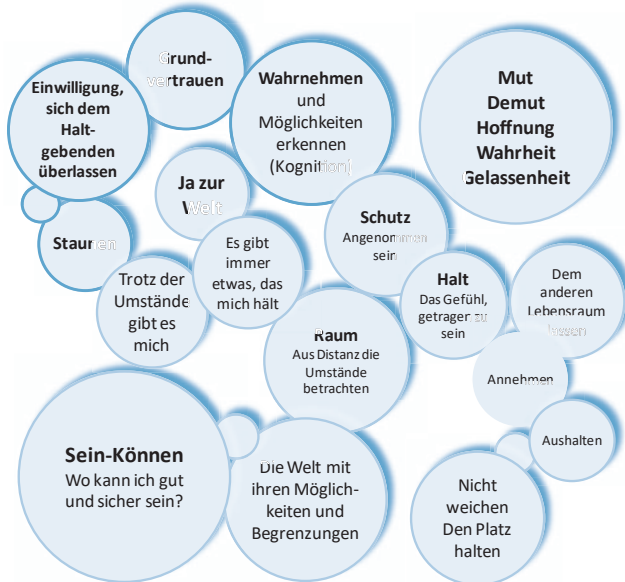 Grund-
vertrauen
Einwilligung,
sich dem
Halt-
gebenden
überlassen
Wahrnehmen
und
Möglichkeiten
erkennen
(Kognition)
Mut
Demut
Hoffnung
Wahrheit
Gelassenheit
Ja zur
Welt
Staunen
Schutz
Angenommen
sein
Es gibt
immer
etwas, das
mich hält
Trotz der
Umstände
gibt es
mich
Halt
Das Gefühl,
getragen zu
sein
Dem
anderen
Lebensraum
lassen
Raum
Aus Distanz die
Umstände
betrachten
Annehmen
Aushalten
Sein-Können
Wo kann ich gut
und sicher sein?
Die Welt mit
ihren Möglich-
keiten und
Begrenzungen
Nicht
weichen
Den Platz
halten